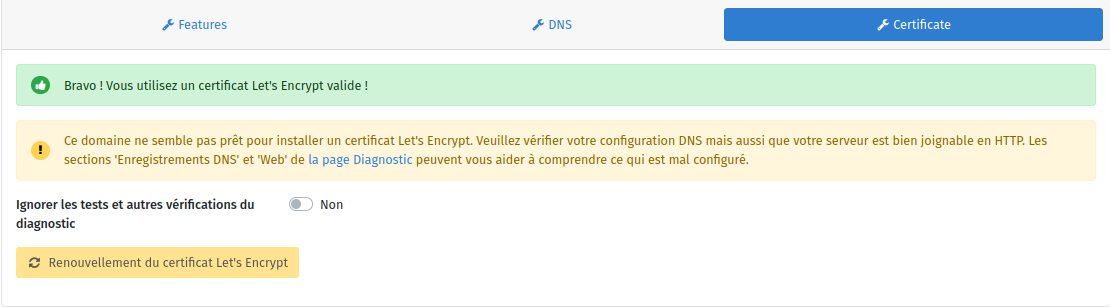 Features
DNS
Certificate
Bravo ! Vous utilisez un certificat Let's Encrypt valide !
Ce domaine ne semble pas prêt pour installer un certificat Let's Encrypt. Veuillez vérifier votre configuration DNS mais aussi que votre serveur est bien joignable en HTTP. Les
sections 'Enregistrements DNS' et 'Web' de la page Diagnostic peuvent vous aider à comprendre ce qui est mal configuré.
Ignorer les tests et autres vérifications du
diagnostic
Non
Renouvellement du certificat Let's Encrypt